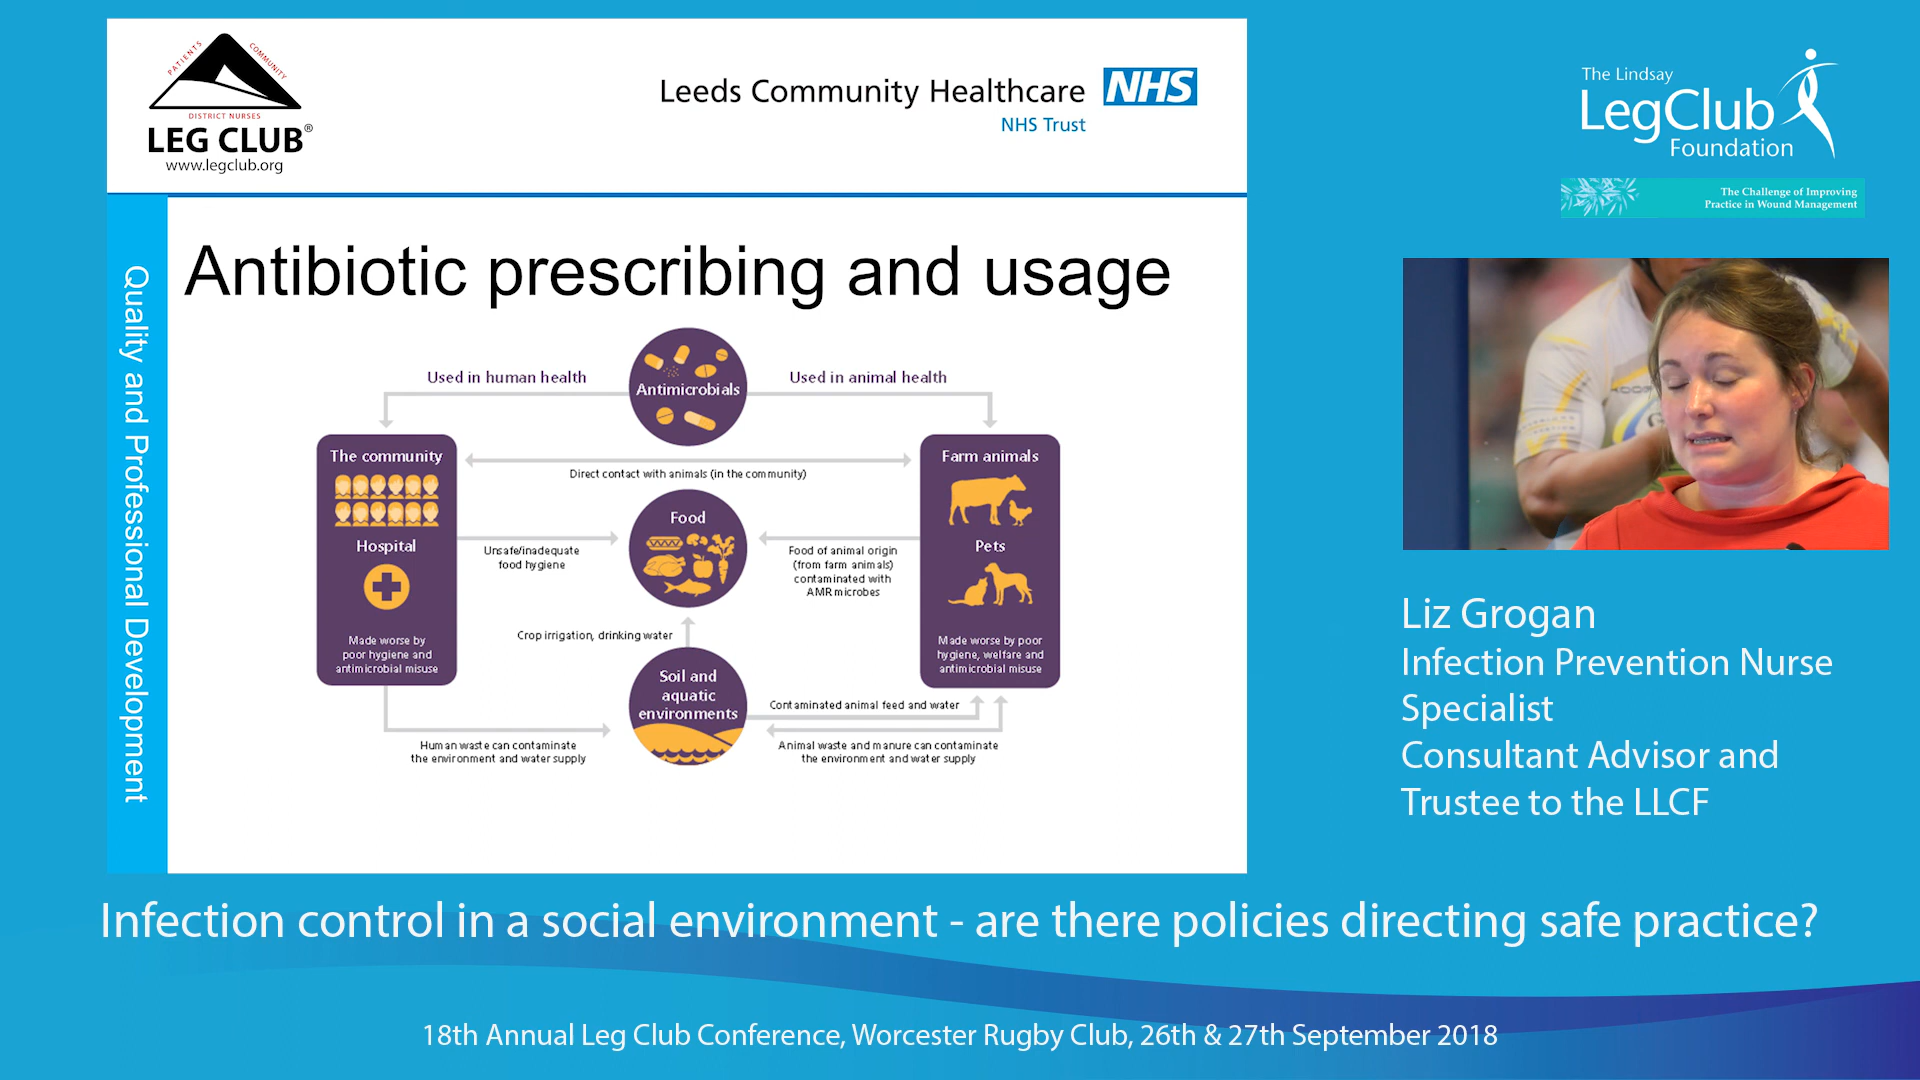 PATIENTS
COMMUNITY
DISTRICT NURSES
LEG CLUB®
www.legclub.org
Leeds Community Healthcare NHS
NHS Trust
Quality and Professional Development
Antibiotic prescribing and usage
Used in human health
Antimicrobials
Used in animal health
The community
Hospital
Made worse by
poor hygiene and
antimicrobial misuse
Direct contact with animals (in the community)
Farm animals
Pets
Made worse by poor
hygiene, welfare and
antimicrobial misuse
Food
Unsafe/inadequate
food hygiene
Food of animal origin
(from farm animals)
contaminated with
AMR microbes
Crop irrigation, drinking water
Soil and
aquatic
environments
Contaminated animal feed and water
Human waste can contaminate
the environment and water supply
Animal waste and manure can contaminate
the environment and water supply
The Lindsay
LegClub
Foundation
The Challenge of Improving
Practice in Wound Management
Liz Grogan
Infection Prevention Nurse
Specialist
Consultant Advisor and
Trustee to the LLCF
Infection control in a social environment - are there policies directing safe practice?
18th Annual Leg Club Conference, Worcester Rugby Club, 26th & 27th September 2018